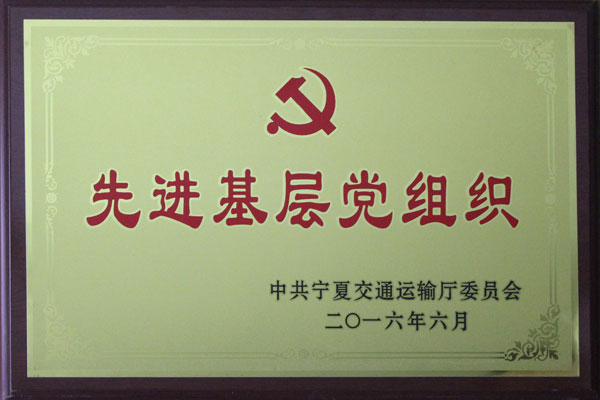 先进基层党组织
中共宁夏交通运输厅委员会
二〇一六年六月